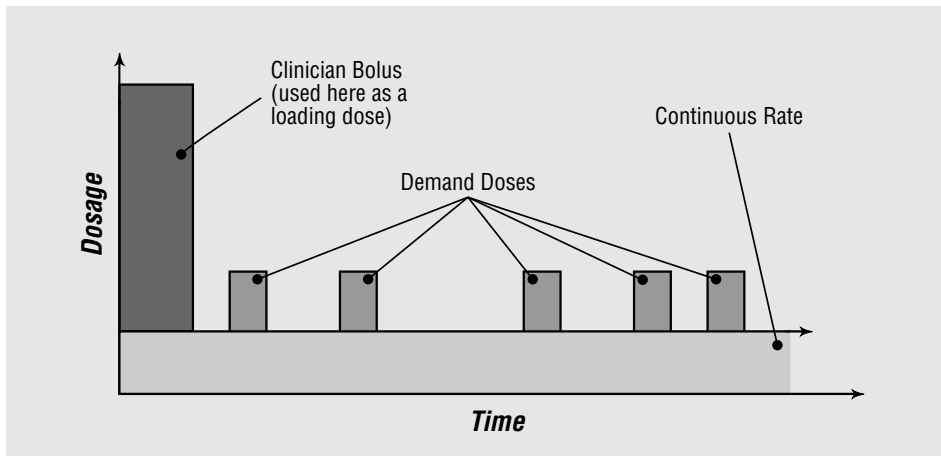 Clinician Bolus
(used here as a
loading dose)
Continuous Rate
Demand Doses
Dosage
Time